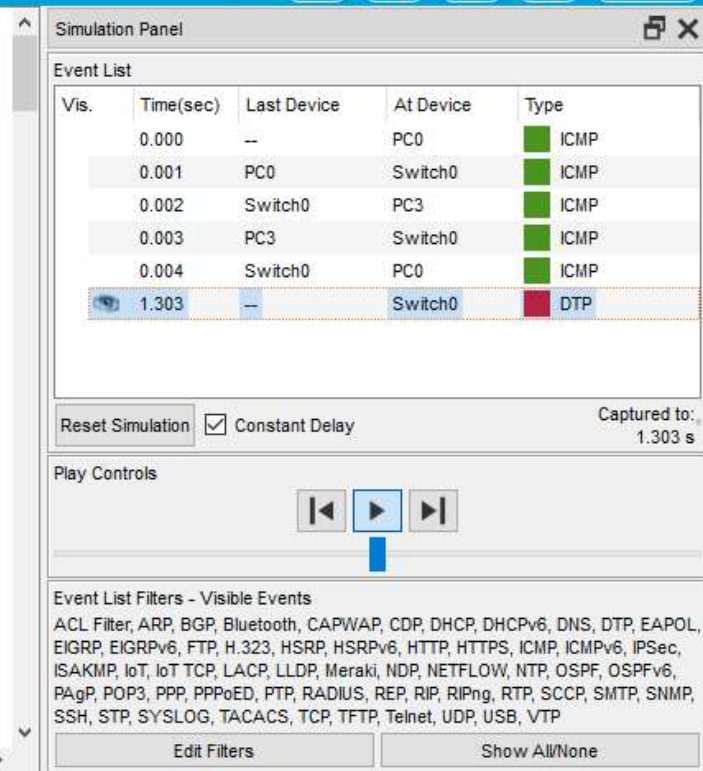 Simulation Panel
Event List
Vis. Time(sec) Last Device At Device Type
0.000 -- PC0 ICMP
0.001 PC0 Switch0 ICMP
0.002 Switch0 PC3 ICMP
0.003 PC3 Switch0 ICMP
0.004 Switch0 PC0 ICMP
1.303 -- Switch0 DTP
Reset Simulation Constant Delay Captured to:
1.303 s
Play Controls
Event List Filters - Visible Events
ACL Filter, ARP, BGP, Bluetooth, CAPWAP, CDP, DHCP, DHCPv6, DNS, DTP, EAPOL,
EIGRP, EIGRPv6, FTP, H.323, HSRP, HSRPv6, HTTP, HTTPS, ICMP, ICMPv6, IPSec,
ISAKMP, IoT, IoT TCP, LACP, LLDP, Meraki, NDP, NETFLOW, NTP, OSPF, OSPFv6,
PAgP, POP3, PPP, PPPoED, PTP, RADIUS, REP, RIP, RIPng, RTP, SCCP, SMTP, SNMP,
SSH, STP, SYSLOG, TACACS, TCP, TFTP, Telnet, UDP, USB, VTP
Edit Filters Show All/None